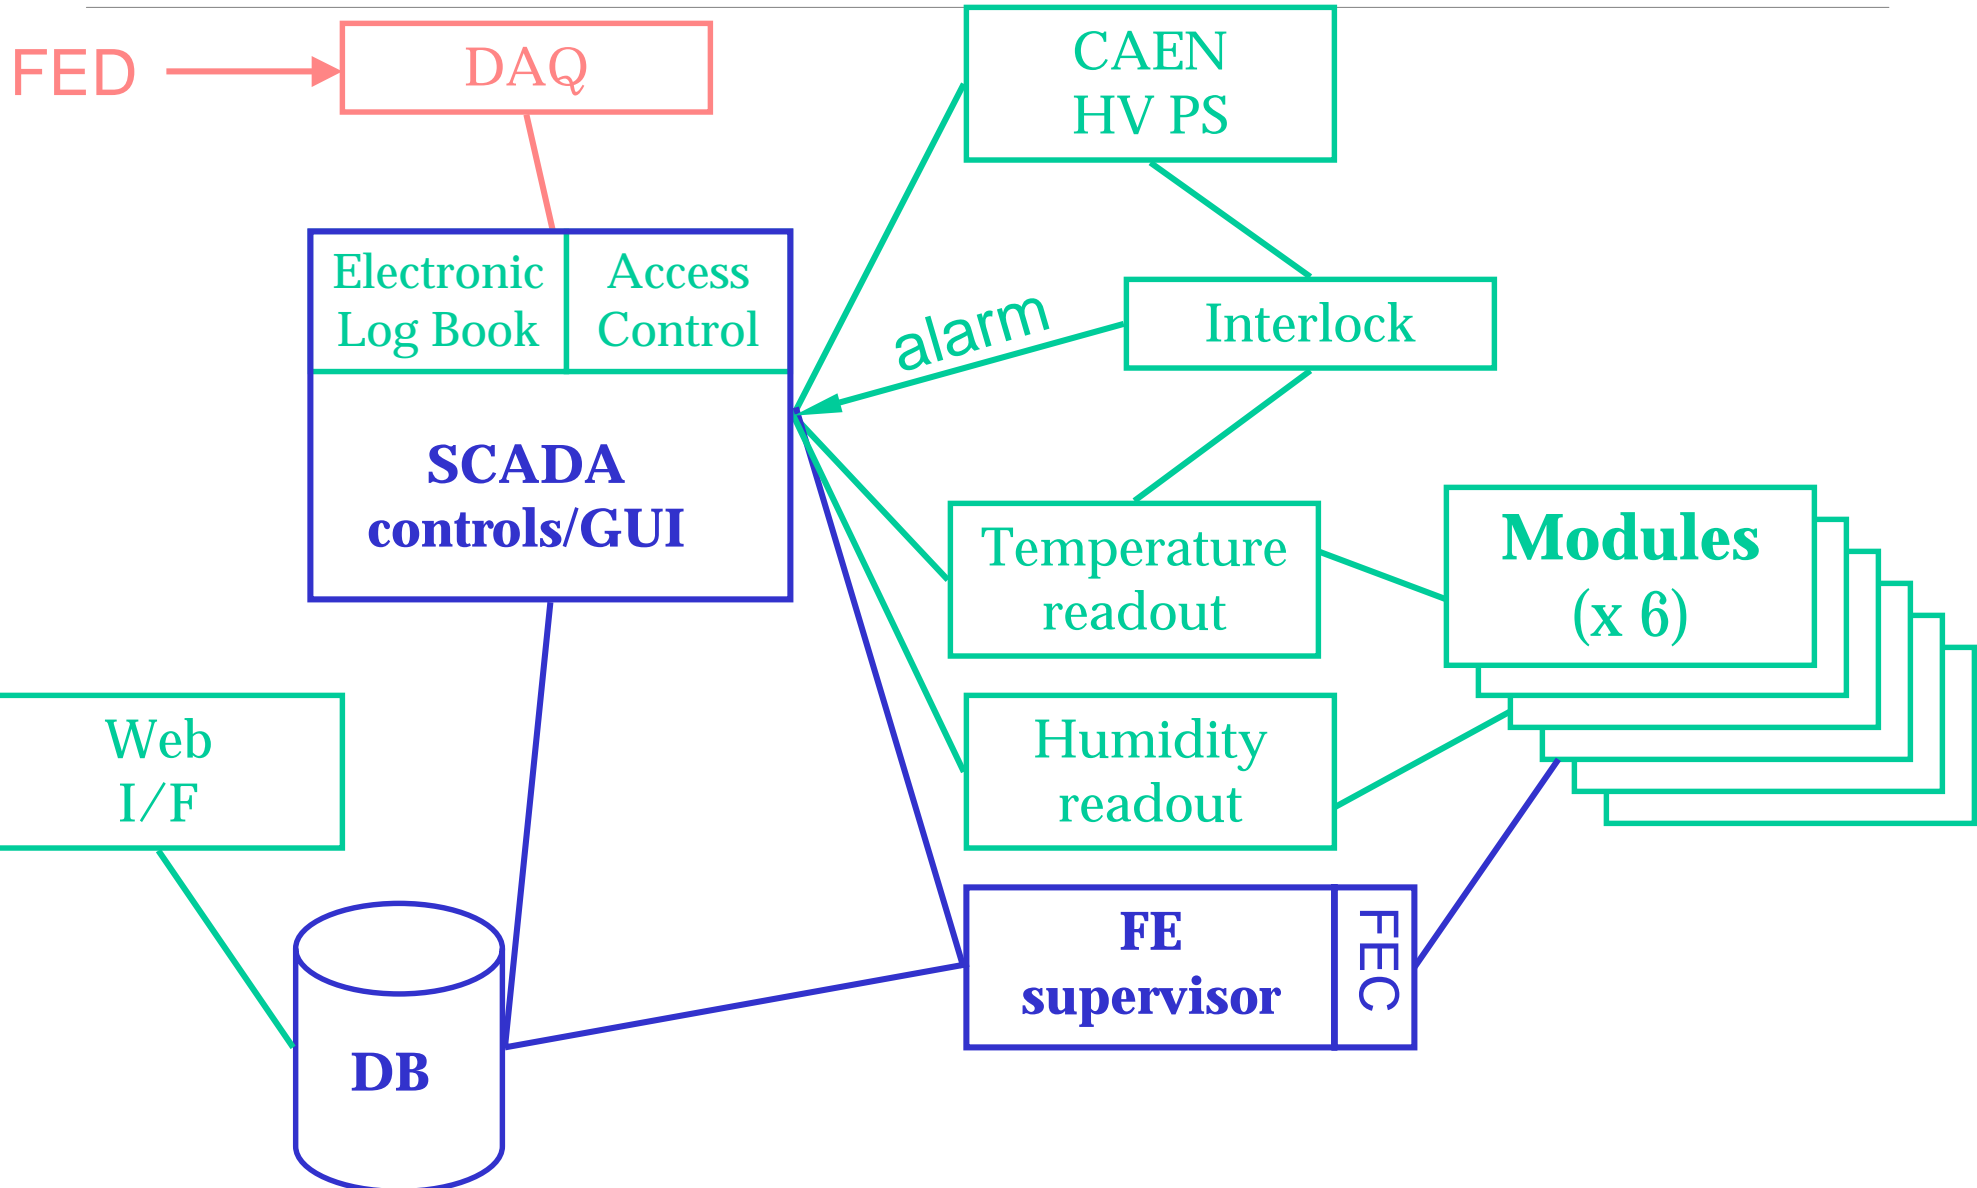 FED
DAQ
CAEN
HV PS
Electronic
Log Book
Access
Control
alarm
Interlock
SCADA
controls/GUI
Temperature
readout
Modules
(x 6)
Web
I/F
Humidity
readout
FE
supervisor
FEC
DB